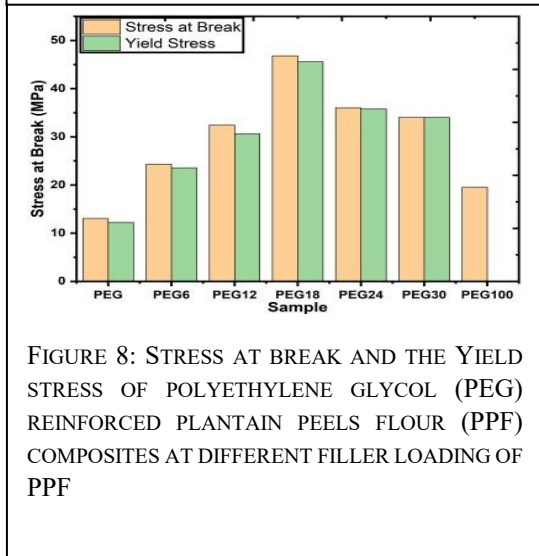 Stress at Break
Yield Stress
Stress at Break (MPa)
50
40
30
20
10
0
PEG PEG6 PEG12 PEG18 PEG24 PEG30 PEG100
Sample
FIGURE 8: STRESS AT BREAK AND THE YIELD
STRESS OF POLYETHYLENE GLYCOL (PEG)
REINFORCED PLANTAIN PEELS FLOUR (PPF)
COMPOSITES AT DIFFERENT FILLER LOADING OF
PPF